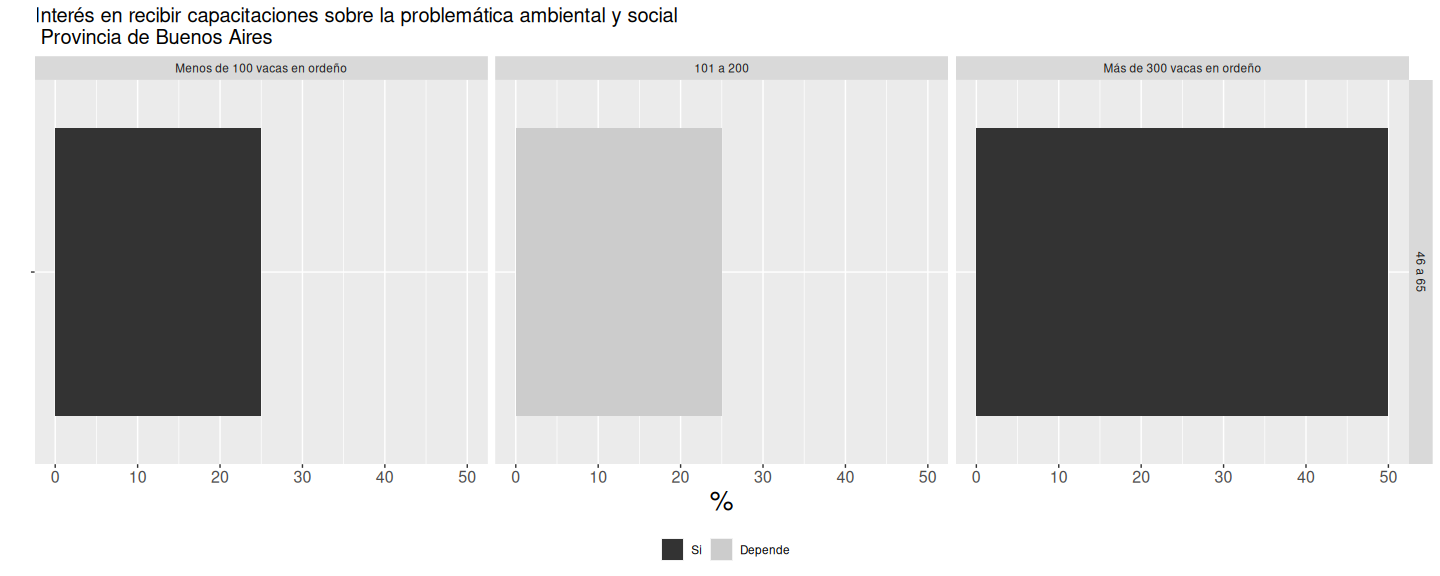 Interés en recibir capacitaciones sobre la problemática ambiental y social
Provincia de Buenos Aires
Menos de 100 vacas en ordeño
101 a 200
Más de 300 vacas en ordeño
46 a 65
0 10 20 30 40 50
0 10 20 30 40 50
0 10 20 30 40 50
%
Si
Depende